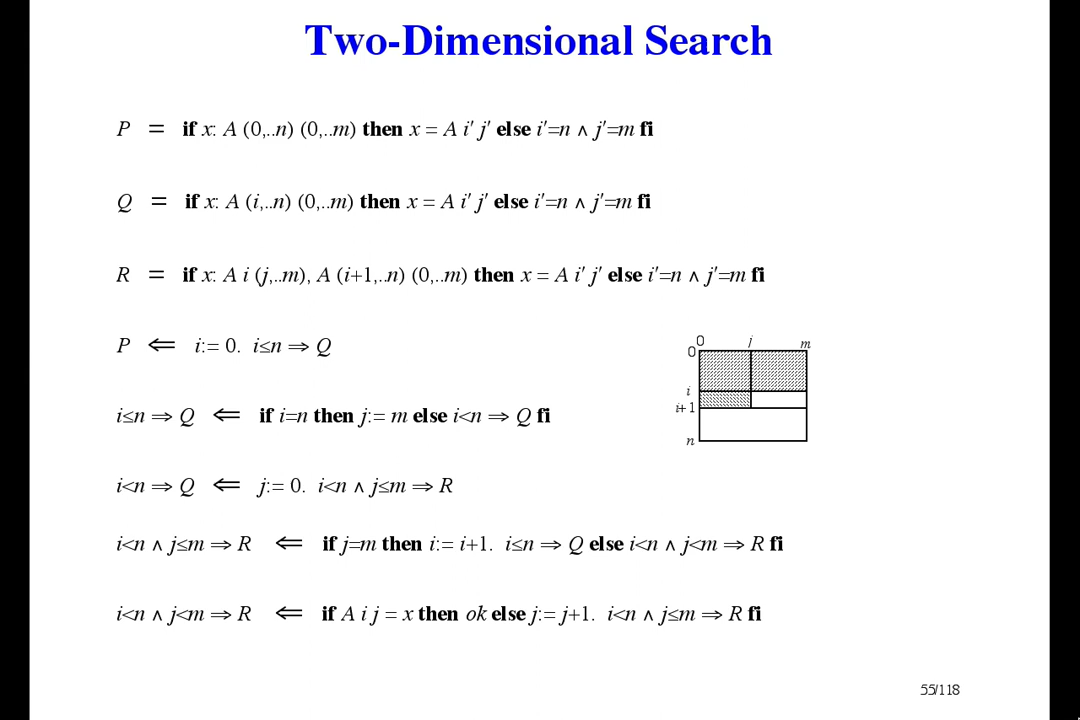 Two-Dimensional Search
P = if x: A (0,..n) (0,..m) then x = A i′ j′ else i′=n ∧ j′=m fi
Q = if x: A (i,..n) (0,..m) then x = A i′ j′ else i′=n ∧ j′=m fi
R = if x: A i (j,..m), A (i+1,..n) (0,..m) then x = A i′ j′ else i′=n ∧ j′=m fi
P ⇐ i:= 0. i≤n ⇒ Q
0 j m
0
i
i+1
n
i≤n ⇒ Q ⇐ if i=n then j:= m else i<n ⇒ Q fi
i<n ⇒ Q ⇐ j:= 0. i<n ∧ j≤m ⇒ R
i<n ∧ j≤m ⇒ R ⇐ if j=m then i:= i+1. i≤n ⇒ Q else i<n ∧ j<m ⇒ R fi
i<n ∧ j<m ⇒ R ⇐ if A i j = x then ok else j:= j+1. i<n ∧ j≤m ⇒ R fi
55/118